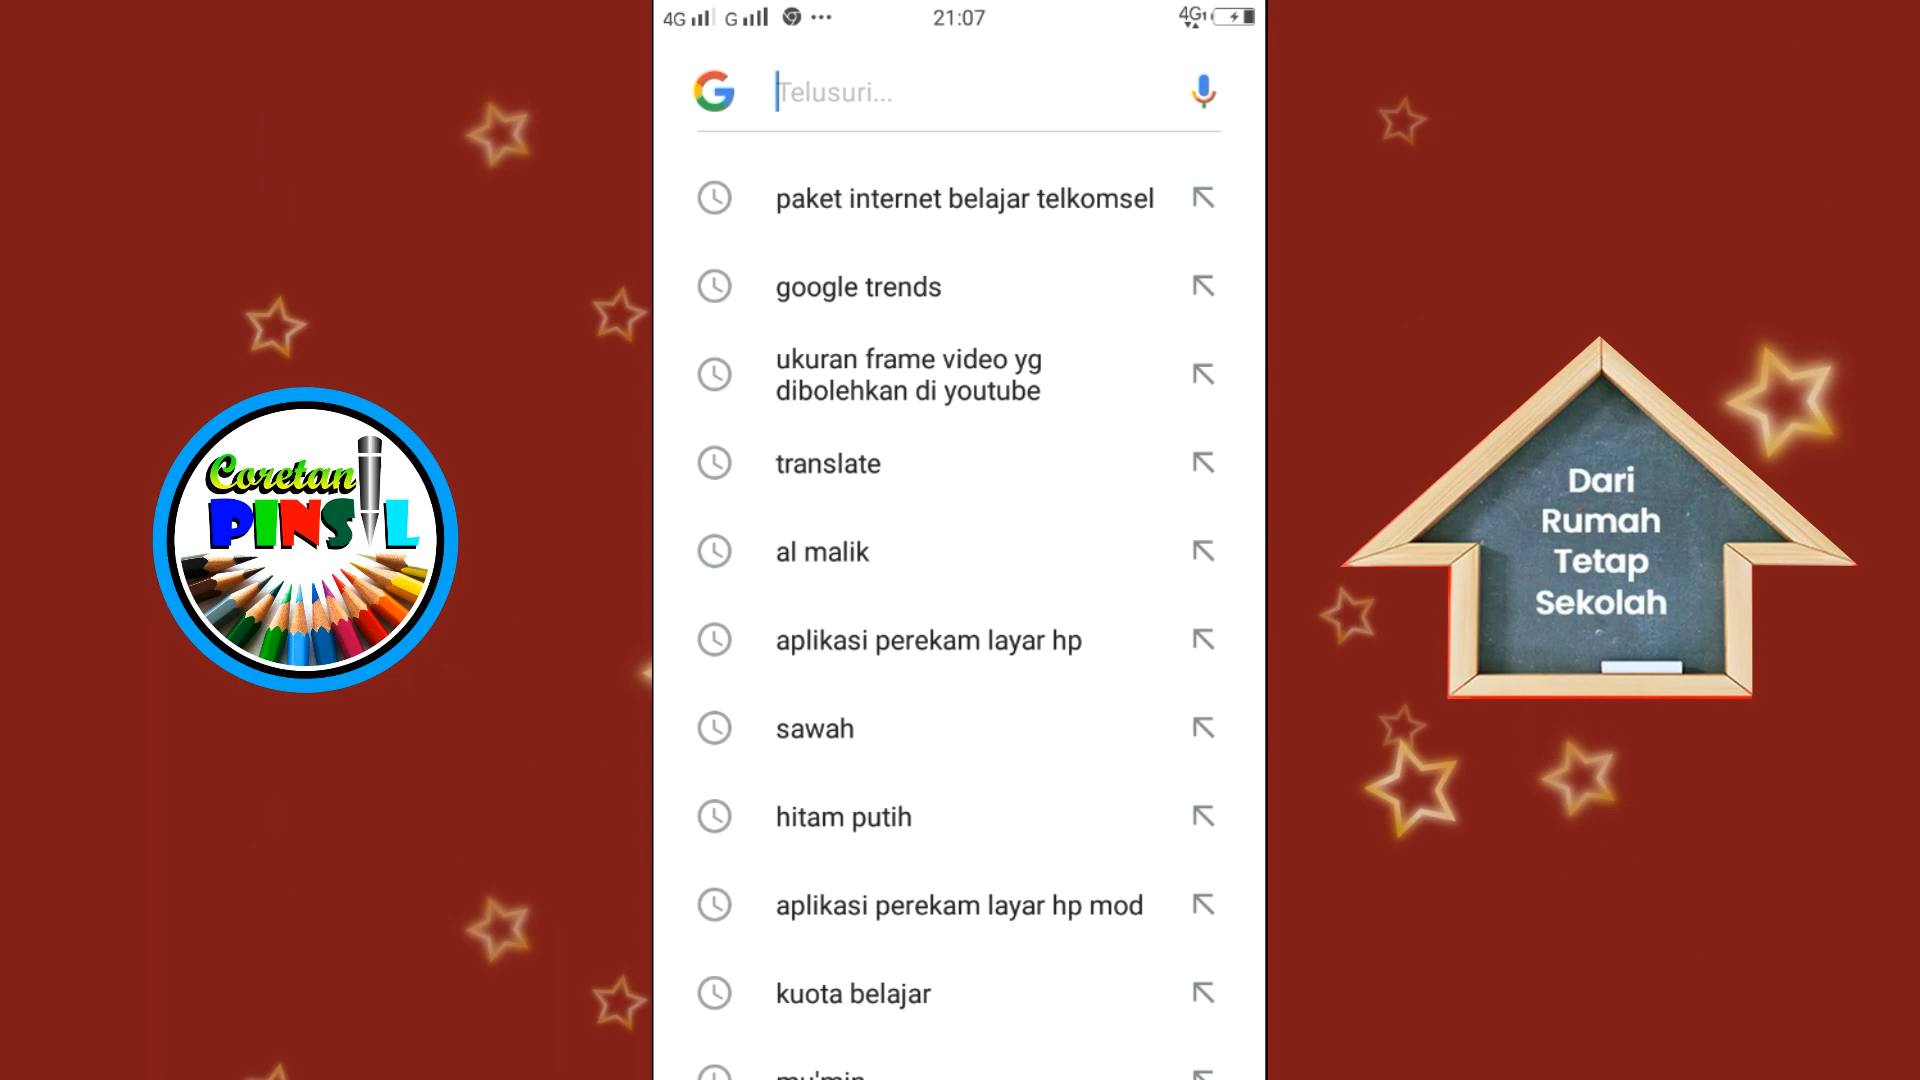 4G G 21:07 4G
Telusuri...
paket internet belajar telkomsel
google trends
ukuran frame video yg
dibolehkan di youtube
translate
al malik
aplikasi perekam layar hp
sawah
hitam putih
aplikasi perekam layar hp mod
kuota belajar
mu'min
Coretan
PINSIL
Dari
Rumah
Tetap
Sekolah